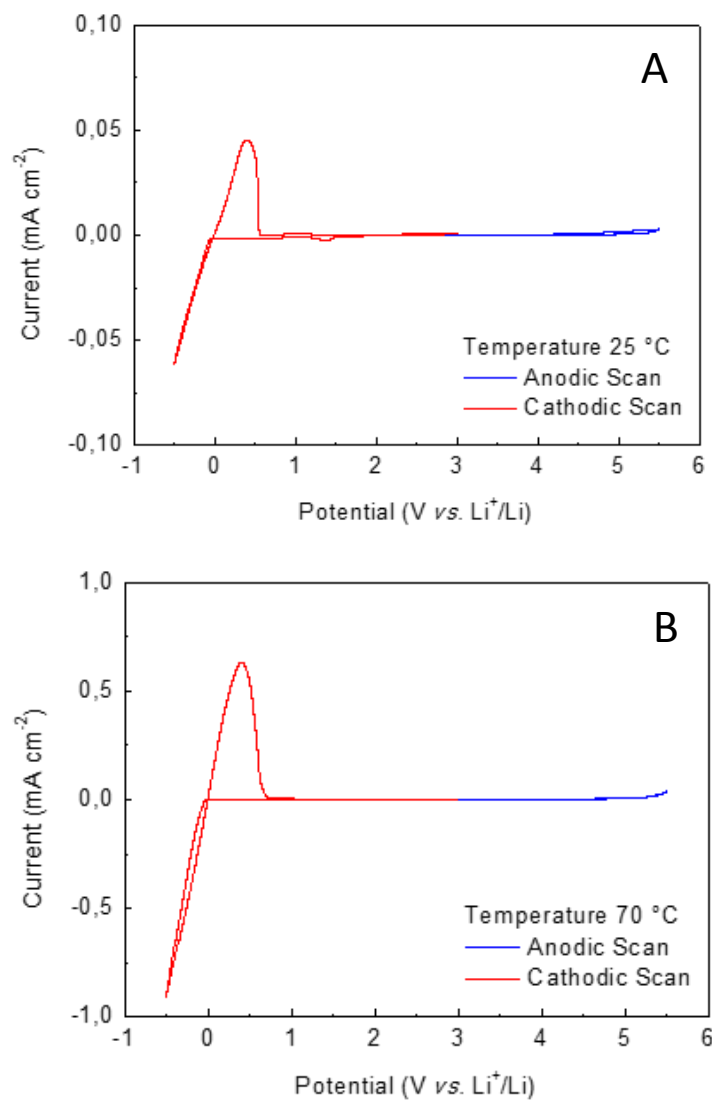 A
0,10
0,05
0,00
-0,05
-0,10
Current (mA cm-2)
Temperature 25 °C
Anodic Scan
Cathodic Scan
-1 0 1 2 3 4 5 6
Potential (V vs. Li+/Li)
B
1,0
0,5
0,0
-0,5
-1,0
Current (mA cm-2)
Temperature 70 °C
Anodic Scan
Cathodic Scan
-1 0 1 2 3 4 5 6
Potential (V vs. Li+/Li)